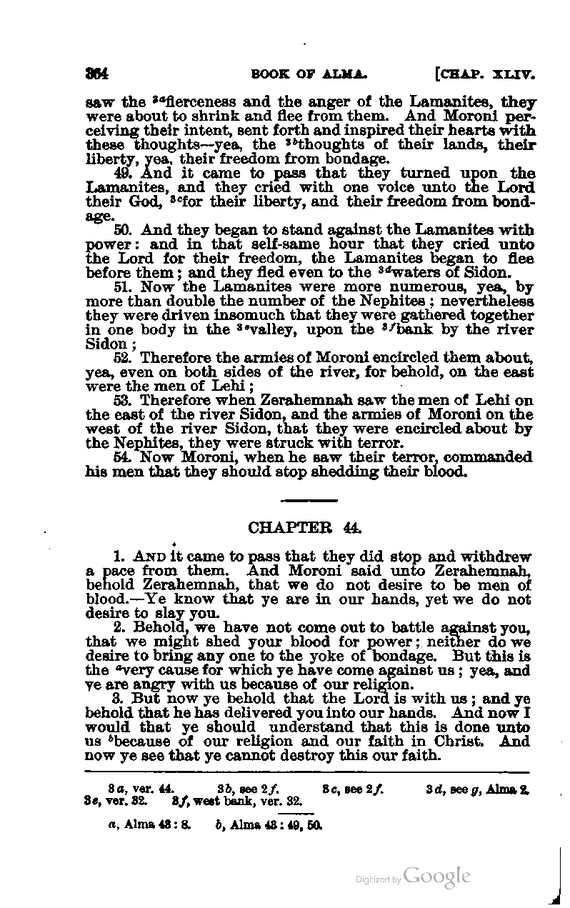 364 BOOK OF ALMA. [CHAP. XLIV.
saw the ³ᵃfierceness and the anger of the Lamanites, they
were about to shrink and flee from them. And Moroni per-
ceiving their intent, sent forth and inspired their hearts with
these thoughts—yea, the ³ᵇthoughts of their lands, their
liberty, yea, their freedom from bondage.
49. And it came to pass that they turned upon the
Lamanites, and they cried with one voice unto the Lord
their God, ³ᶜfor their liberty, and their freedom from bond-
age.
50. And they began to stand against the Lamanites with
power: and in that self-same hour that they cried unto
the Lord for their freedom, the Lamanites began to flee
before them; and they fled even to the ³ᵈwaters of Sidon.
51. Now the Lamanites were more numerous, yea, by
more than double the number of the Nephites; nevertheless
they were driven insomuch that they were gathered together
in one body in the ³ᵉvalley, upon the ³ᶠbank by the river
Sidon;
52. Therefore the armies of Moroni encircled them about,
yea, even on both sides of the river, for behold, on the east
were the men of Lehi;
53. Therefore when Zerahemnah saw the men of Lehi on
the east of the river Sidon, and the armies of Moroni on the
west of the river Sidon, that they were encircled about by
the Nephites, they were struck with terror.
54. Now Moroni, when he saw their terror, commanded
his men that they should stop shedding their blood.
CHAPTER 44.
1. AND it came to pass that they did stop and withdrew
a pace from them. And Moroni said unto Zerahemnah,
behold Zerahemnah, that we do not desire to be men of
blood.—Ye know that ye are in our hands, yet we do not
desire to slay you.
2. Behold, we have not come out to battle against you,
that we might shed your blood for power; neither do we
desire to bring any one to the yoke of bondage. But this is
the ᵃvery cause for which ye have come against us; yea, and
ye are angry with us because of our religion.
3. But now ye behold that the Lord is with us; and ye
behold that he has delivered you into our hands. And now I
would that ye should understand that this is done unto
us ᵇbecause of our religion and our faith in Christ. And
now ye see that ye cannot destroy this our faith.
3a, ver. 44. 3b, see 2f. 3c, see 2f. 3d, see g, Alma 2.
3e, ver. 32. 3f, west bank, ver. 32.
a, Alma 43:8. b, Alma 43:49, 50.
Digitized by Google